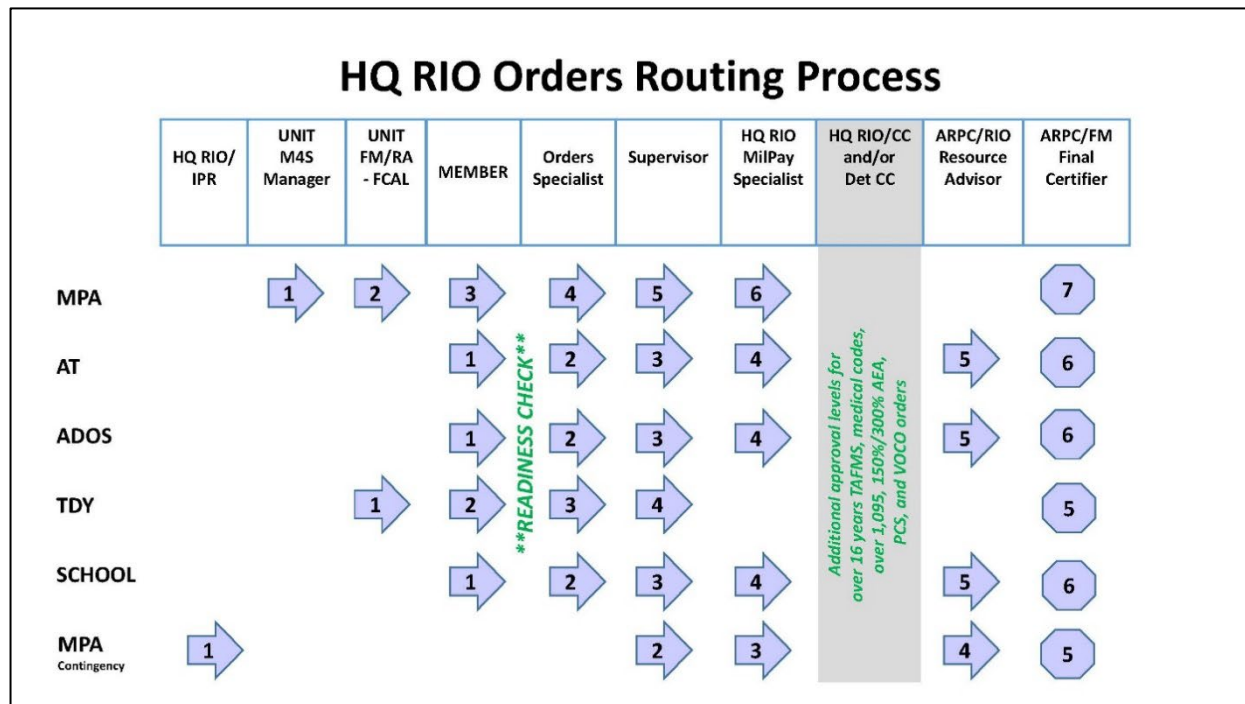 HQ RIO Orders Routing Process
HQ RIO/
IPR
UNIT
M4S
Manager
UNIT
FM/RA
- FCAL
MEMBER
Orders
Specialist
Supervisor
HQ RIO
MilPay
Specialist
HQ RIO/CC
and/or
Det CC
ARPC/RIO
Resource
Advisor
ARPC/FM
Final
Certifier
MPA
1
2
3
4
5
6
7
AT
1
2
3
4
5
6
ADOS
1
2
3
4
5
6
TDY
1
2
3
4
5
SCHOOL
1
2
3
4
5
6
MPA
Contingency
1
2
3
4
5
**READINESS CHECK**
Additional approval levels for
over 16 years TAFMS, medical codes,
over 1,095, 150%/300% AEA,
PCS, and VOCO orders